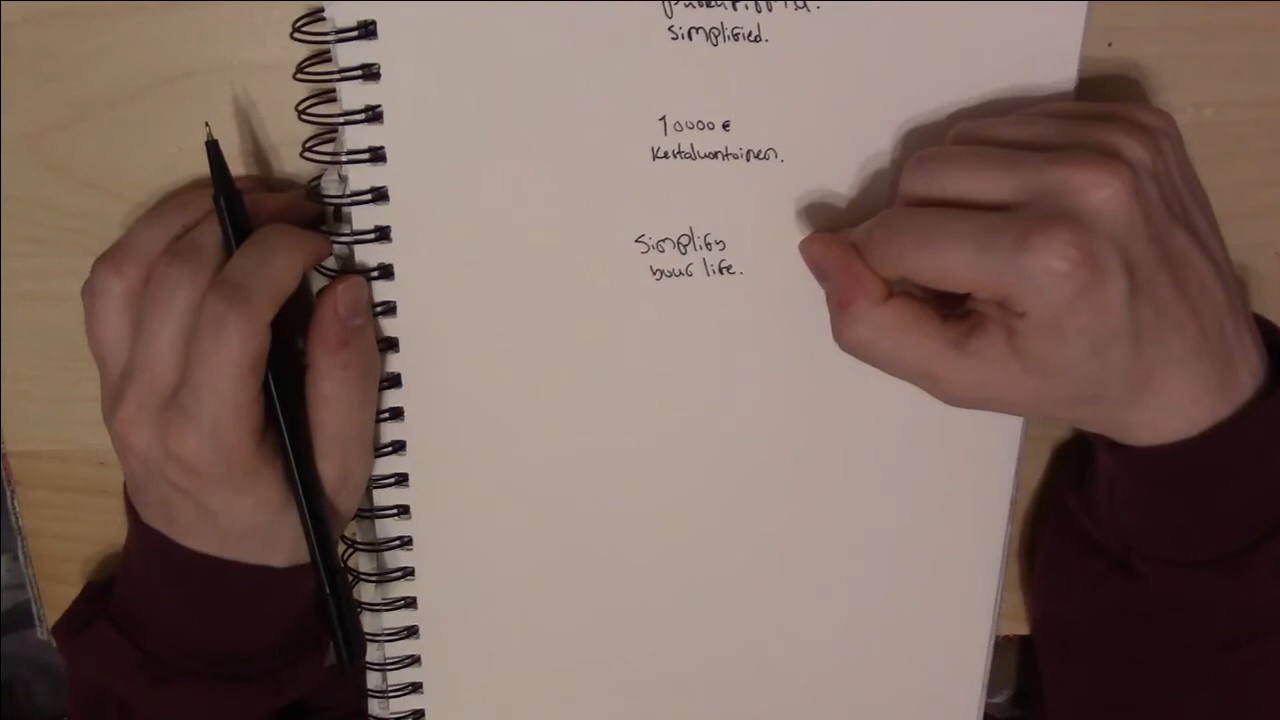 simplified.
10000 €
Kertaluontoinen.
Simplify
your life.